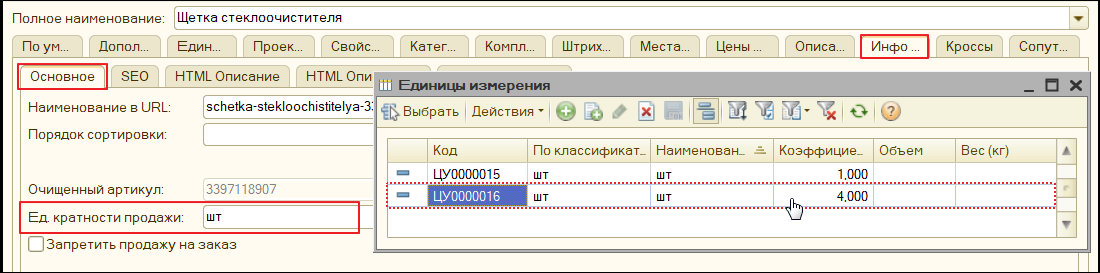 Полное наименование: Щетка стеклоочистителя
По ум... Допол... Един... Проек... Свойс... Катег... Компл... Штрих... Места... Цены ... Описа... Инфо ... Кроссы Сопут...
Основное SEO HTML Описание HTML Опи
Наименование в URL: schetka-stekloochistitelya-33
Порядок сортировки:
Очищенный артикул: 3397118907
Ед. кратности продажи: шт
Запретить продажу на заказ
Единицы измерения
Выбрать Действия
Код По классификат... Наименован... Коэффицие... Объем Вес (кг)
ЦУ0000015 шт шт 1,000
ЦУ0000016 шт шт 4,000